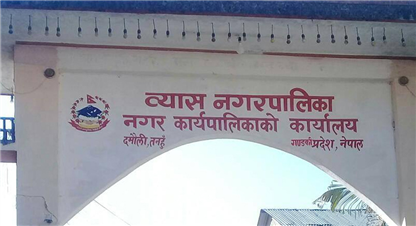 व्यास नगरपालिका
नगर कार्यपालिकाको कार्यालय
दमौली,तनहुँ गण्डकी प्रदेश, नेपाल